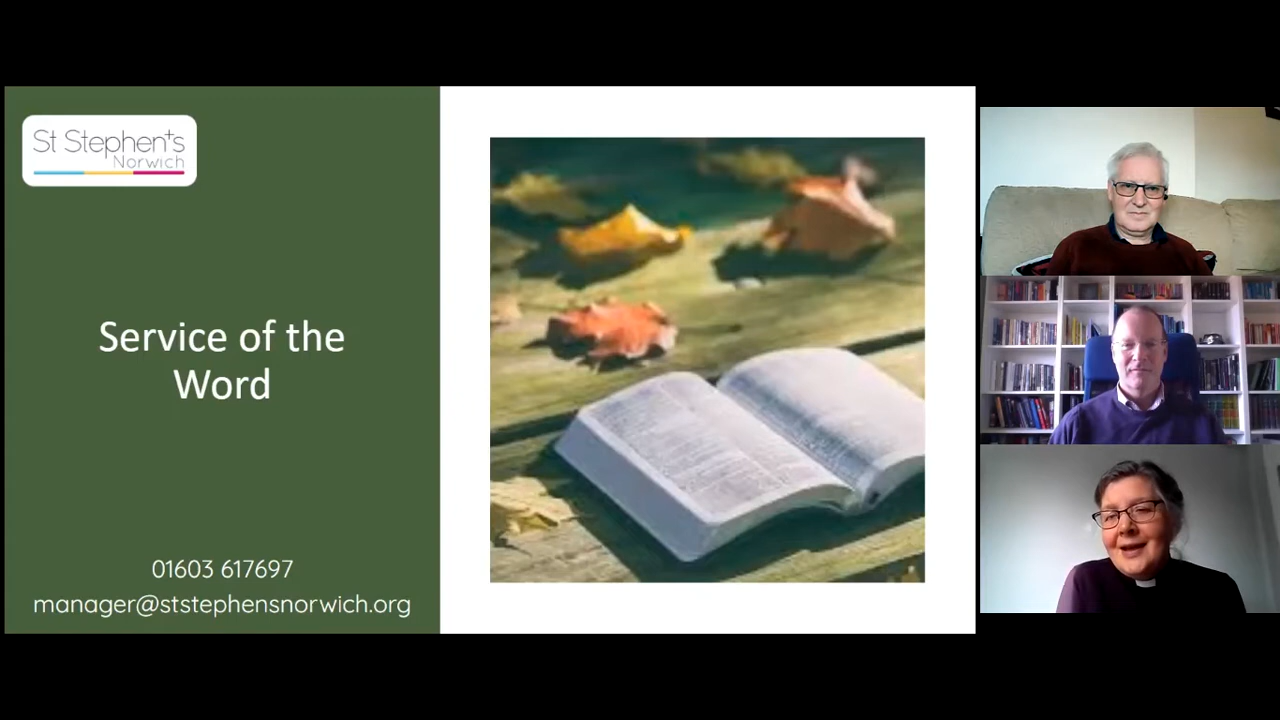 St Stephen's
Norwich
Service of the
Word
01603 617697
manager@ststephensnorwich.org